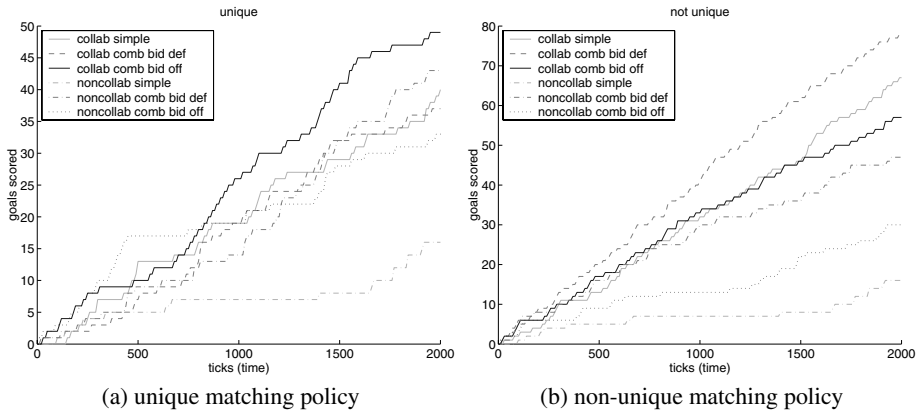 unique
50
45
40
35
30
25
20
15
10
5
0
goals scored
collab simple
collab comb bid def
collab comb bid off
noncollab simple
noncollab comb bid def
noncollab comb bid off
0 500 1000 1500 2000
ticks (time)
(a) unique matching policy
not unique
80
70
60
50
40
30
20
10
0
goals scored
collab simple
collab comb bid def
collab comb bid off
noncollab simple
noncollab comb bid def
noncollab comb bid off
0 500 1000 1500 2000
ticks (time)
(b) non-unique matching policy